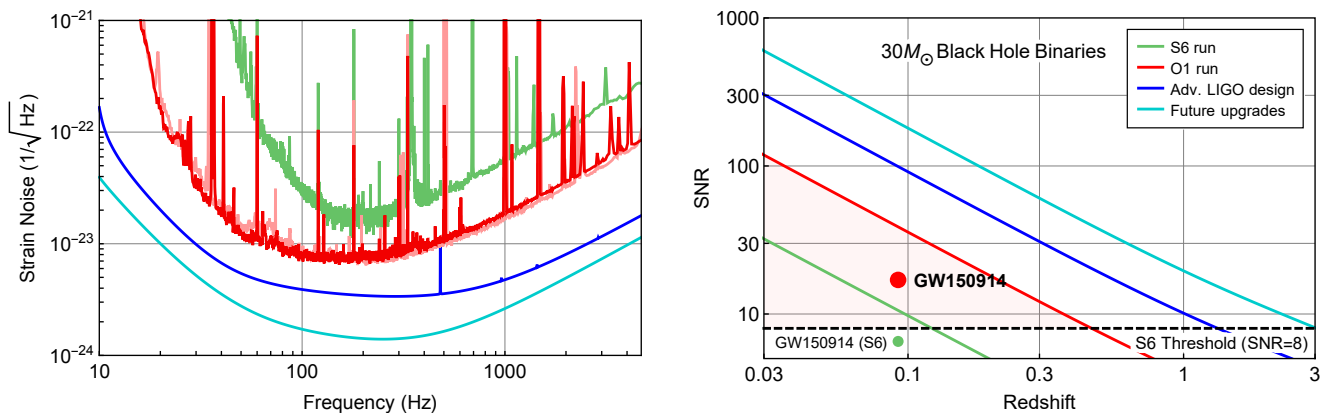 10⁻²¹
10⁻²²
10⁻²³
10⁻²⁴
Strain Noise (1/√Hz)
10
100
1000
Frequency (Hz)
1000
300
100
30
10
SNR
30M⊙ Black Hole Binaries
S6 run
O1 run
Adv. LIGO design
Future upgrades
GW150914
GW150914 (S6)
S6 Threshold (SNR=8)
0.03
0.1
0.3
1
3
Redshift